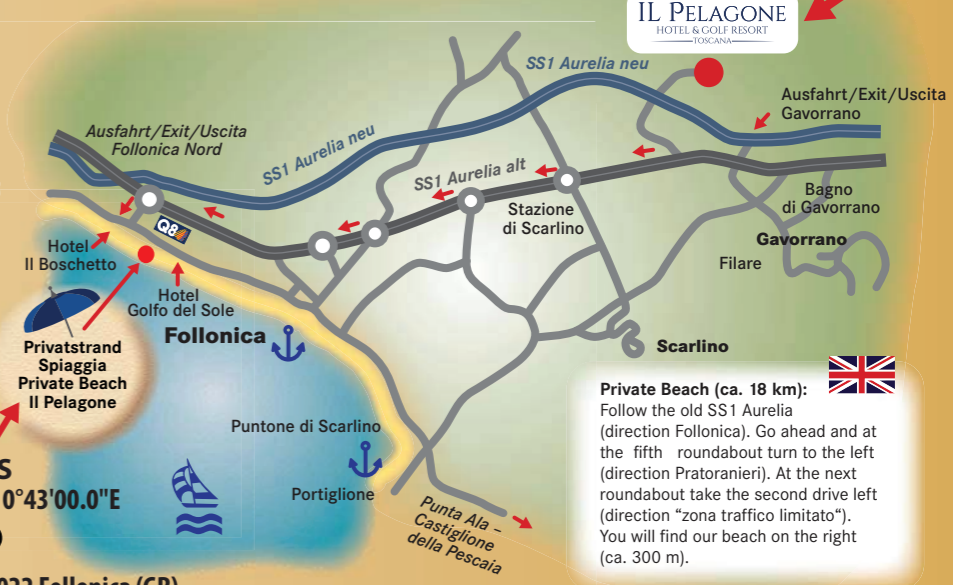 IL PELAGONE
HOTEL & GOLF RESORT
TOSCANA
SS1 Aurelia neu
Ausfahrt/Exit/Uscita
Gavorrano
Ausfahrt/Exit/Uscita
Follonica Nord
SS1 Aurelia neu
SS1 Aurelia alt
Stazione
di Scarlino
Bagno
di Gavorrano
Gavorrano
Filare
Q8
Hotel
Il Boschetto
Hotel
Golfo del Sole
Follonica
Privatstrand
Spiaggia
Private Beach
Il Pelagone
Scarlino
Puntone di Scarlino
Portiglione
Punta Ala –
Castiglione
della Pescaia
Private Beach (ca. 18 km):
Follow the old SS1 Aurelia
(direction Follonica). Go ahead and at
the fifth roundabout turn to the left
(direction Pratoranieri). At the next
roundabout take the second drive left
(direction “zona traffico limitato“).
You will find our beach on the right
(ca. 300 m).
S
0°43'00.0"E
)
Follonica (GR)